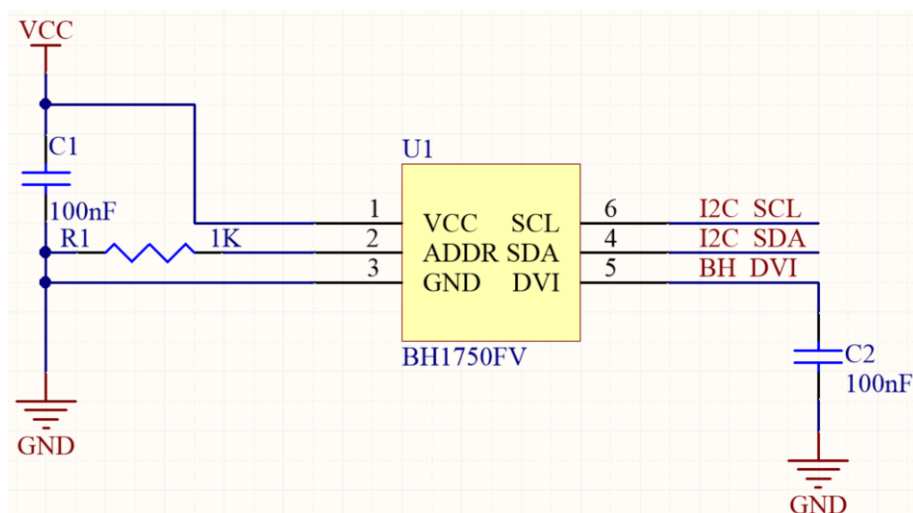 VCC
C1
100nF
R1 1K
U1
1 VCC SCL 6 I2C SCL
2 ADDR SDA 4 I2C SDA
3 GND DVI 5 BH DVI
BH1750FV
C2
100nF
GND
GND